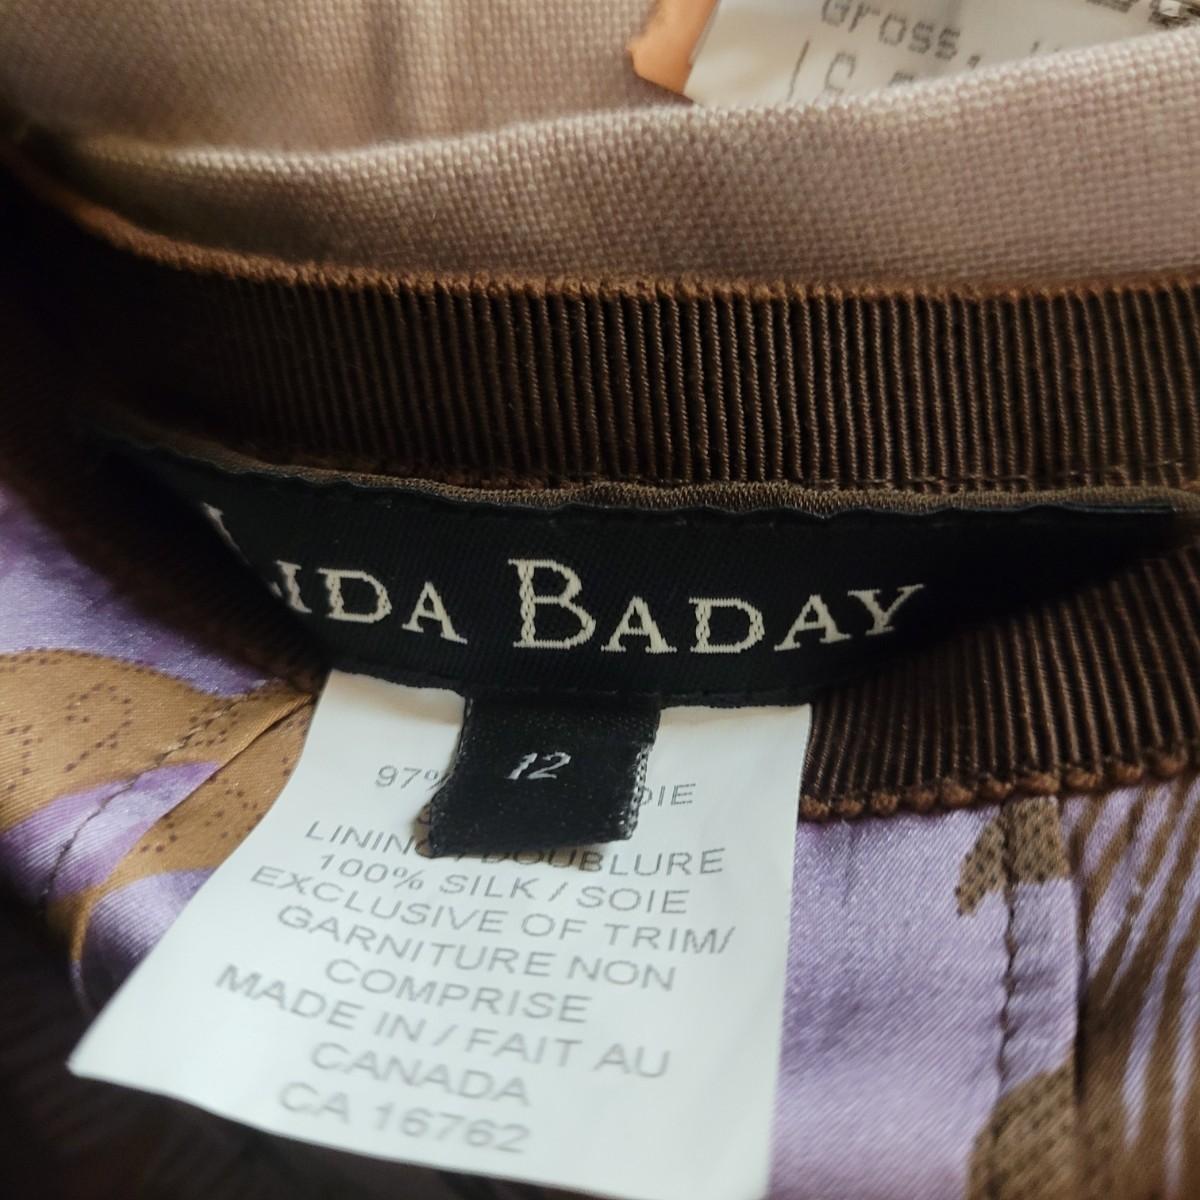 Gross,
LIDA BADAY
12
97%
LINING / DOUBLURE
100% SILK / SOIE
EXCLUSIVE OF TRIM/
GARNITURE NON
COMPRISE
MADE IN / FAIT AU
CANADA
CA 16762